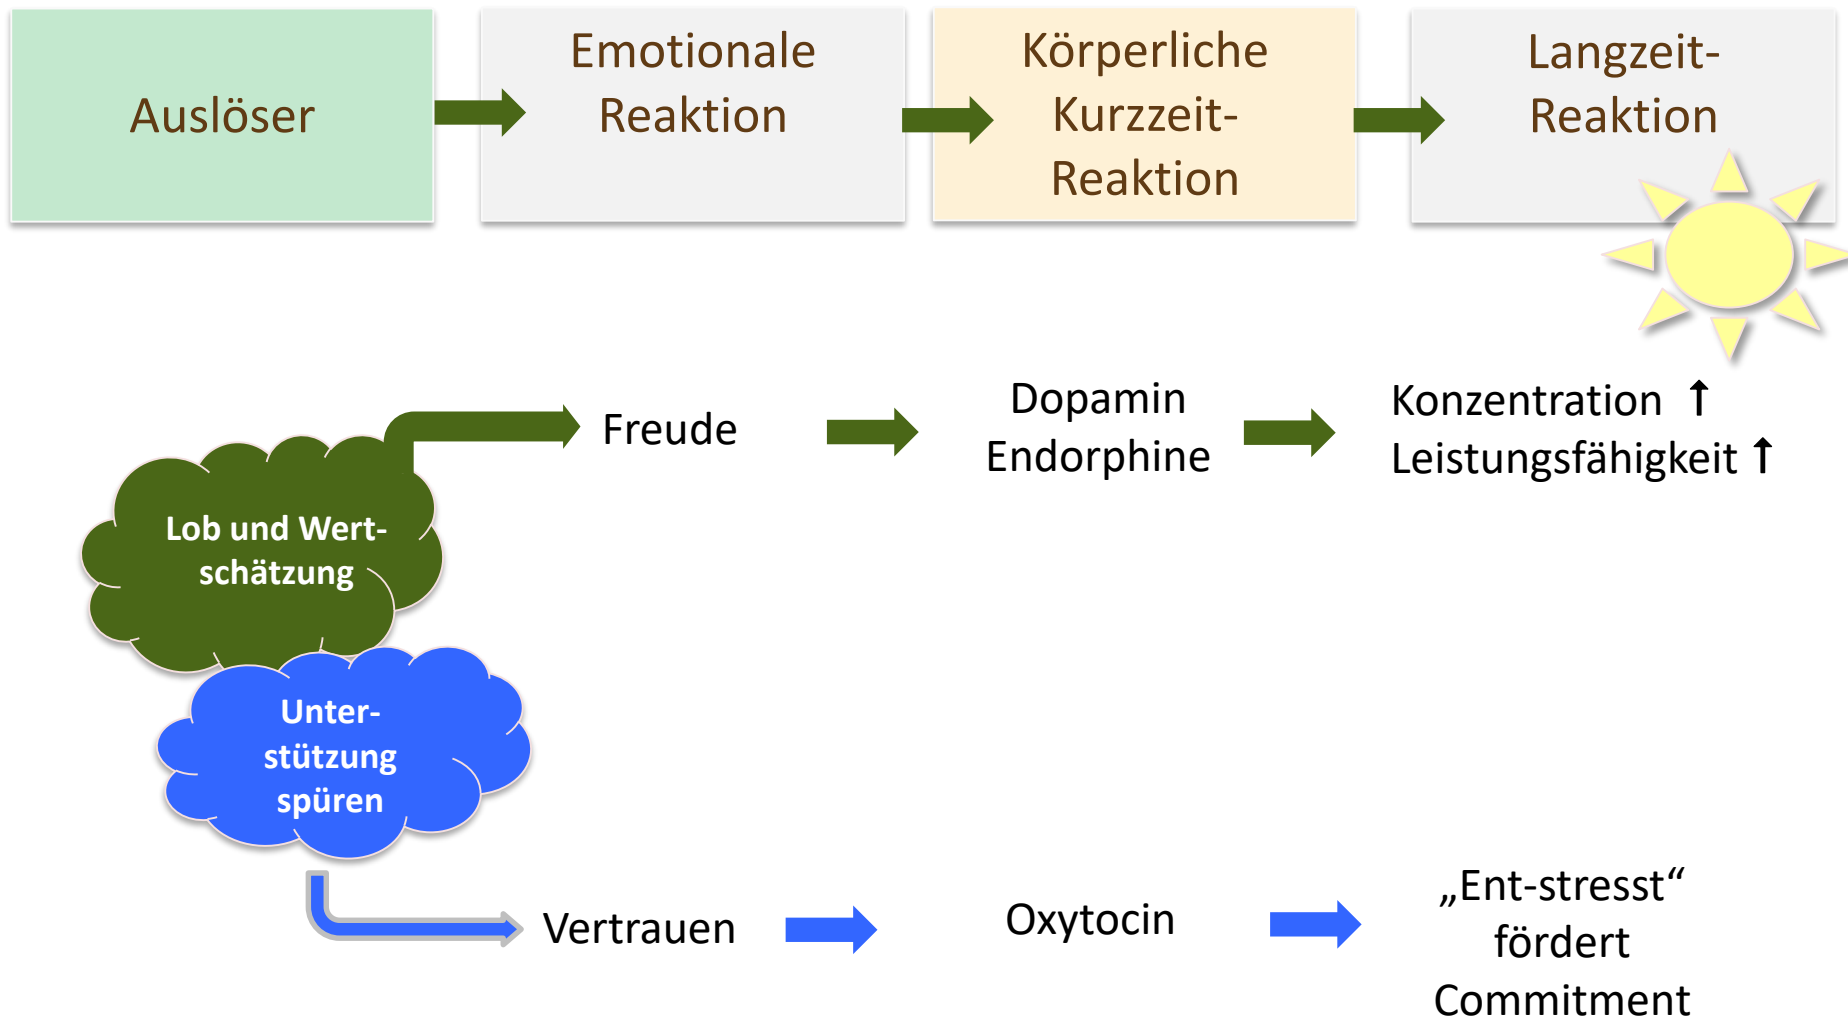 Auslöser
Emotionale
Reaktion
Körperliche
Kurzzeit-
Reaktion
Langzeit-
Reaktion
Lob und Wert-
schätzung
Freude
Dopamin
Endorphine
Konzentration ↑
Leistungsfähigkeit ↑
Unter-
stützung
spüren
Vertrauen
Oxytocin
„Ent-stresst“
fördert
Commitment